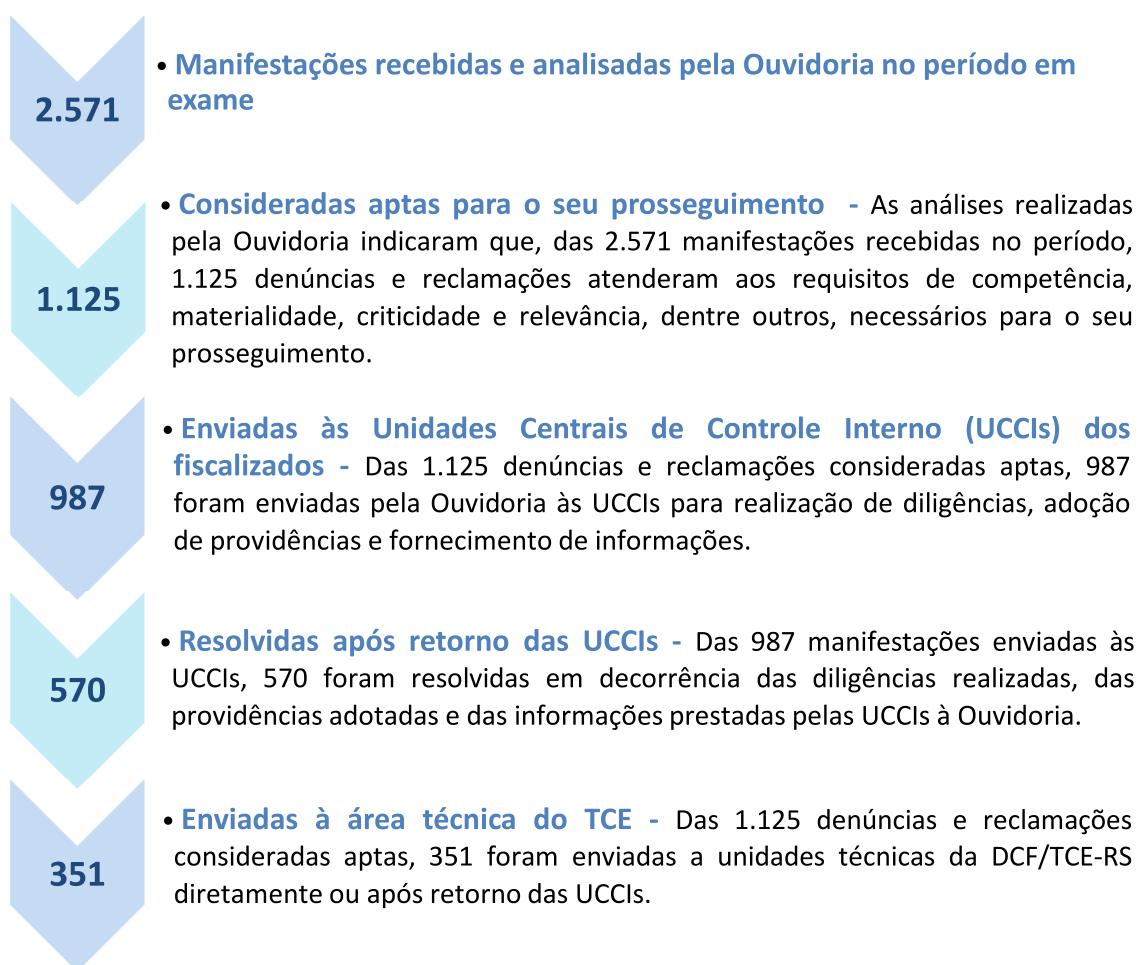 2.571
• Manifestações recebidas e analisadas pela Ouvidoria no período em
exame
1.125
• Consideradas aptas para o seu prosseguimento - As análises realizadas
pela Ouvidoria indicaram que, das 2.571 manifestações recebidas no período,
1.125 denúncias e reclamações atenderam aos requisitos de competência,
materialidade, criticidade e relevância, dentre outros, necessários para o seu
prosseguimento.
987
• Enviadas às Unidades Centrais de Controle Interno (UCCIs) dos
fiscalizados - Das 1.125 denúncias e reclamações consideradas aptas, 987
foram enviadas pela Ouvidoria às UCCIs para realização de diligências, adoção
de providências e fornecimento de informações.
570
• Resolvidas após retorno das UCCIs - Das 987 manifestações enviadas às
UCCIs, 570 foram resolvidas em decorrência das diligências realizadas, das
providências adotadas e das informações prestadas pelas UCCIs à Ouvidoria.
351
• Enviadas à área técnica do TCE - Das 1.125 denúncias e reclamações
consideradas aptas, 351 foram enviadas a unidades técnicas da DCF/TCE-RS
diretamente ou após retorno das UCCIs.